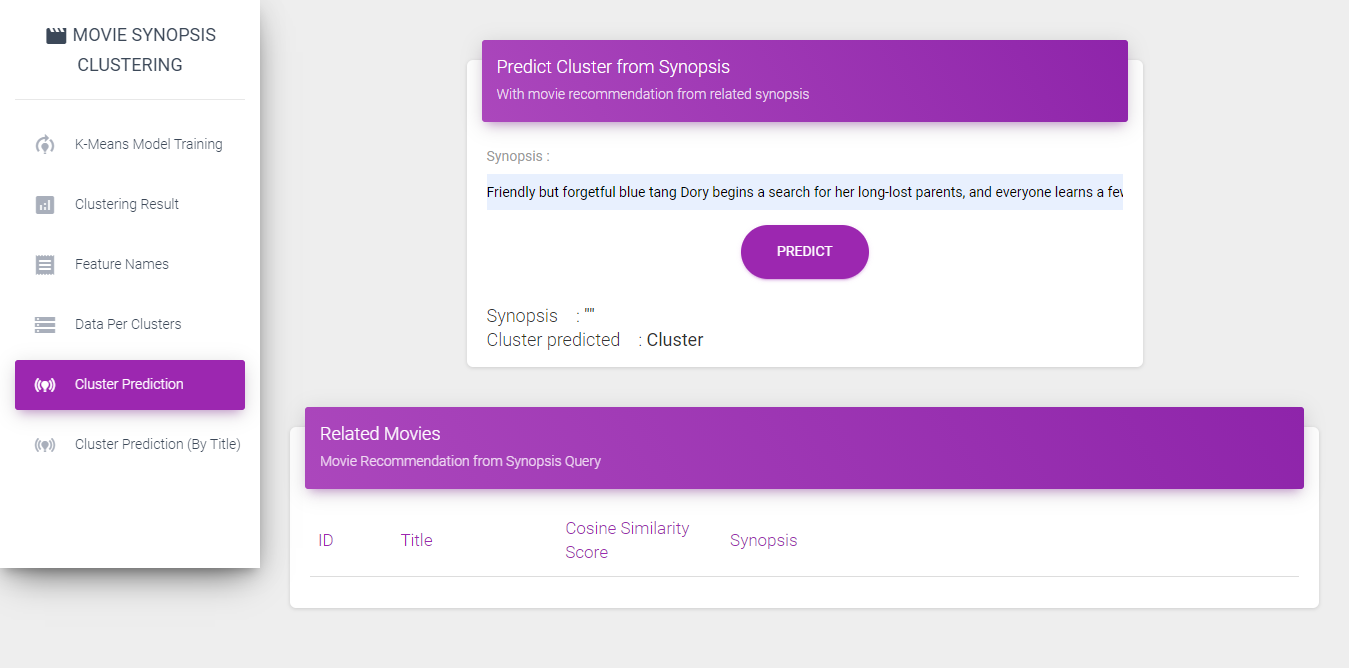 MOVIE SYNOPSIS
CLUSTERING
K-Means Model Training
Clustering Result
Feature Names
Data Per Clusters
Cluster Prediction
Cluster Prediction (By Title)
Predict Cluster from Synopsis
With movie recommendation from related synopsis
Synopsis :
Friendly but forgetful blue tang Dory begins a search for her long-lost parents, and everyone learns a few
PREDICT
Synopsis : ""
Cluster predicted : Cluster
Related Movies
Movie Recommendation from Synopsis Query
ID
Title
Cosine Similarity
Score
Synopsis